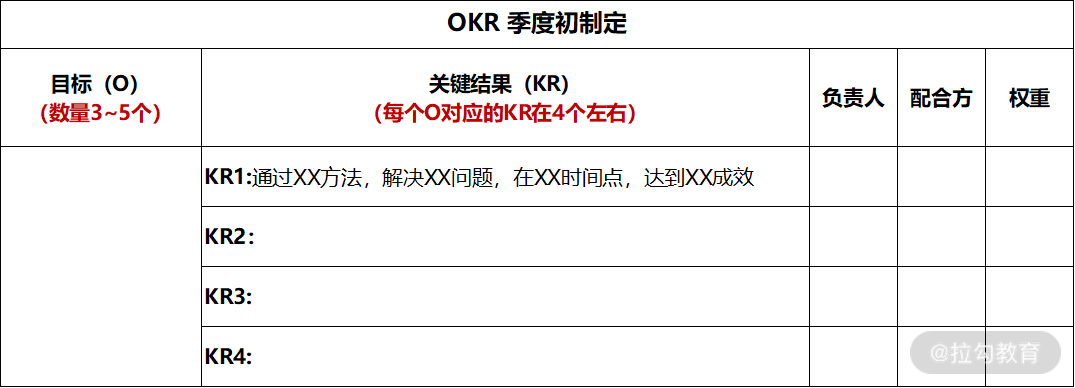 OKR 季度初制定
目标（O）
（数量3~5个）
关键结果（KR）
（每个O对应的KR在4个左右）
负责人
配合方
权重
KR1:通过XX方法，解决XX问题，在XX时间点，达到XX成效
KR2：
KR3:
KR4:
@拉勾教育